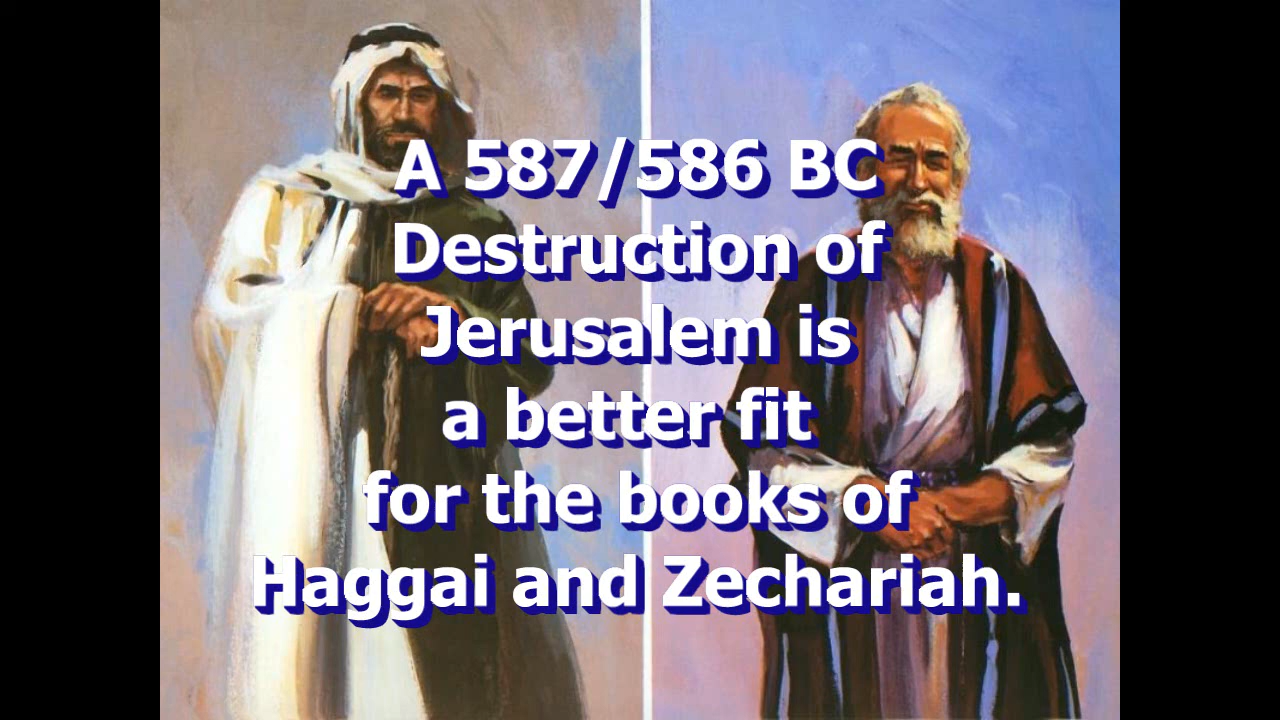 A 587/586 BC
Destruction of
Jerusalem is
a better fit
for the books of
Haggai and Zechariah.